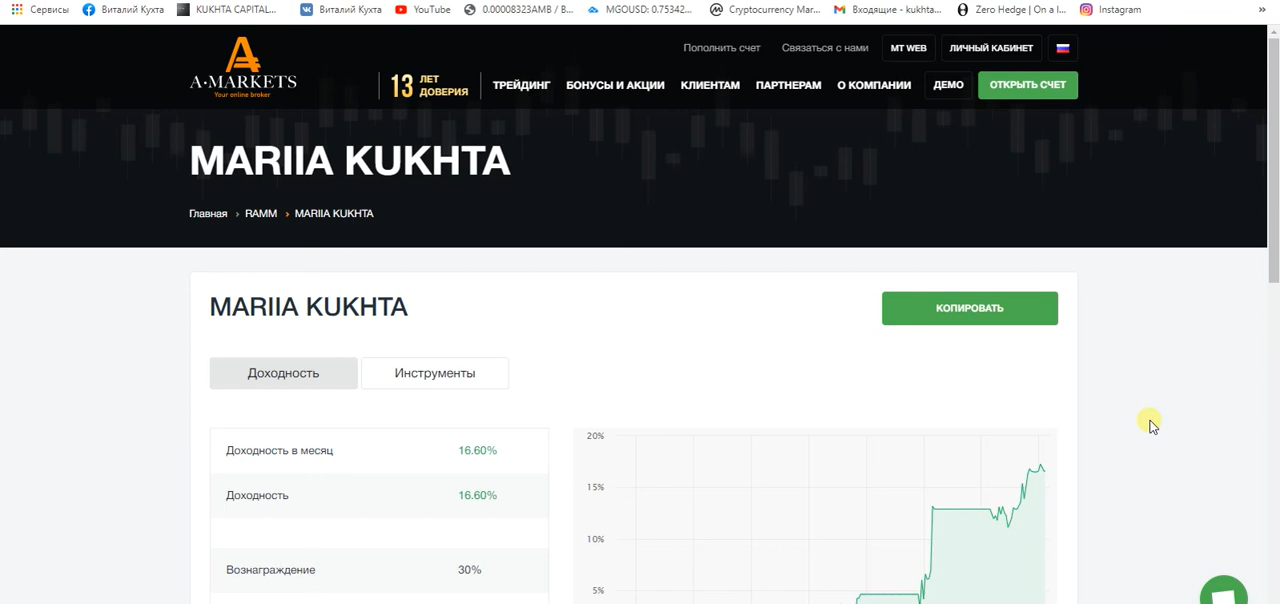 Сервисы Виталий Кухта KUKHTA CAPITAL... Виталий Кухта YouTube 0.00008323AMB / B... MGOUSD: 0.75342... Cryptocurrency Mar... Входящие - kukhta... Zero Hedge | On a l... Instagram »
A·MARKETS
Your online broker
Пополнить счет Связаться с нами MT WEB ЛИЧНЫЙ КАБИНЕТ
13 ЛЕТ ДОВЕРИЯ ТРЕЙДИНГ БОНУСЫ И АКЦИИ КЛИЕНТАМ ПАРТНЕРАМ О КОМПАНИИ ДЕМО ОТКРЫТЬ СЧЕТ
MARIIA KUKHTA
Главная › RAMM › MARIIA KUKHTA
MARIIA KUKHTA
КОПИРОВАТЬ
Доходность Инструменты
Доходность в месяц 16.60%
Доходность 16.60%
Вознаграждение 30%
20%
15%
10%
5%